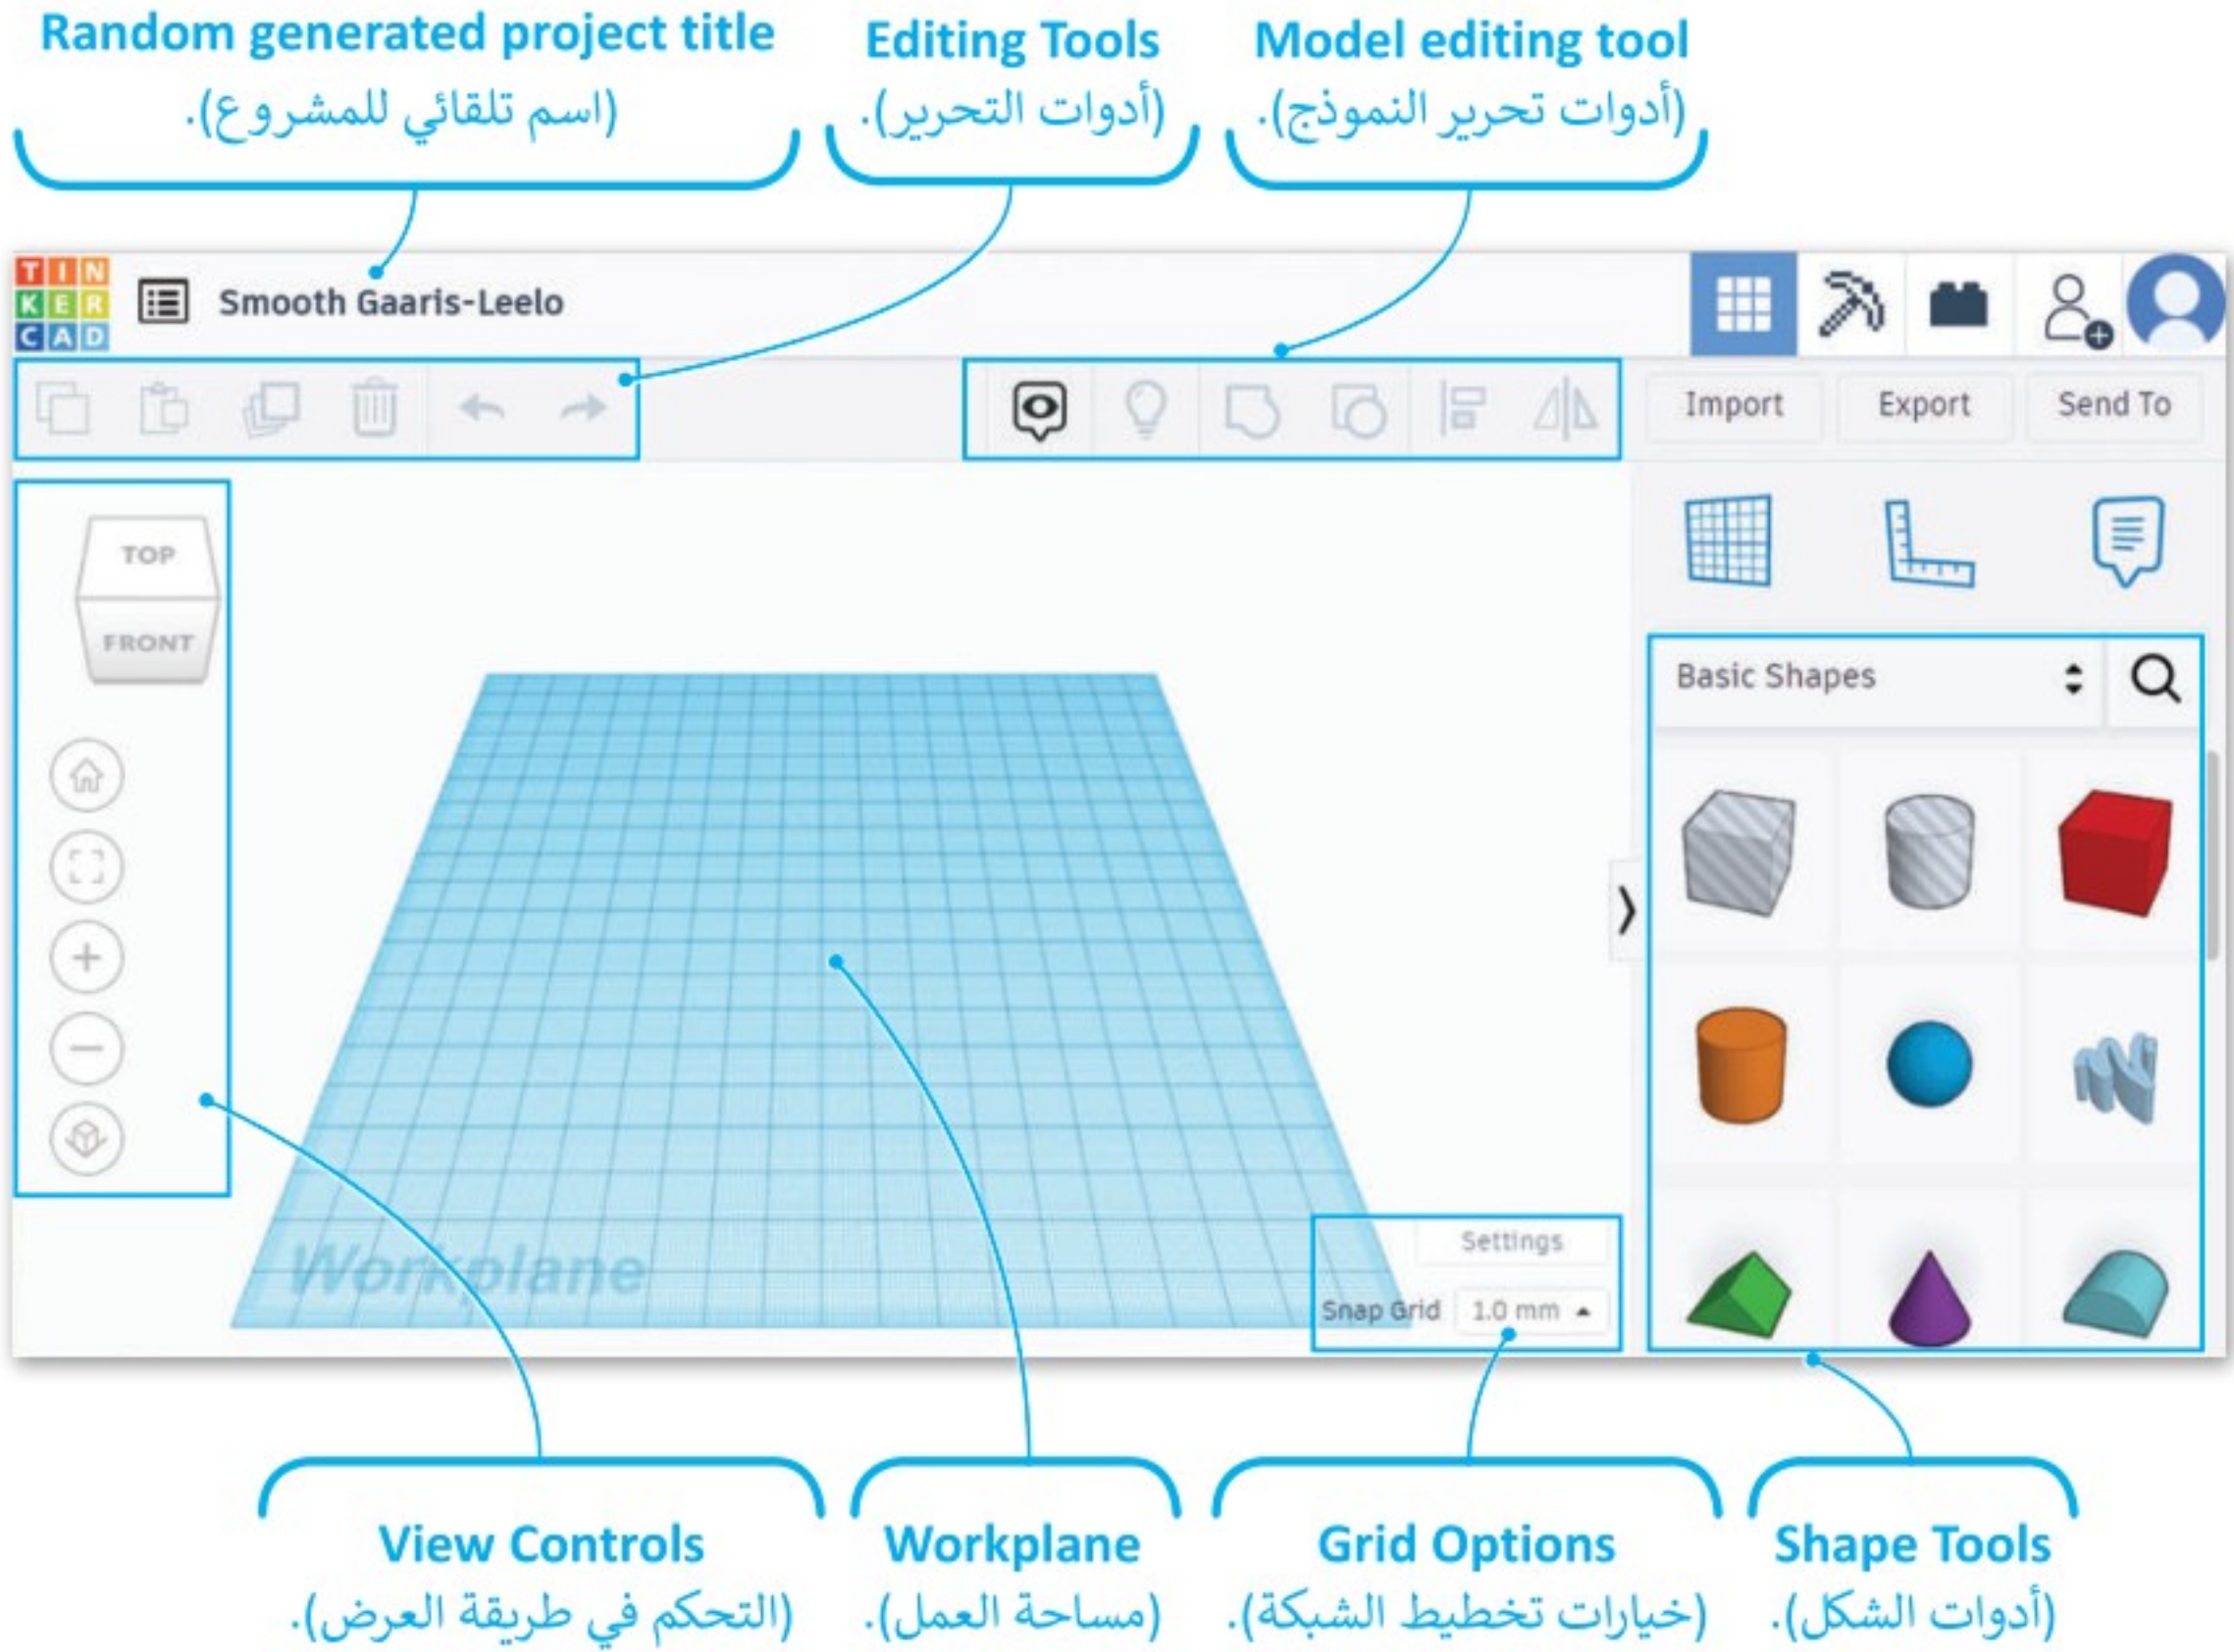 Random generated project title
(اسم تلقائي للمشروع).
Editing Tools
(أدوات التحرير).
Model editing tool
(أدوات تحرير النموذج).
TIN
KER
CAD
Smooth Gaaris-Leelo
Import
Export
Send To
TOP
FRONT
Basic Shapes
Workplane
Settings
Snap Grid
1.0 mm
View Controls
(التحكم في طريقة العرض).
Workplane
(مساحة العمل).
Grid Options
(خيارات تخطيط الشبكة).
Shape Tools
(أدوات الشكل).